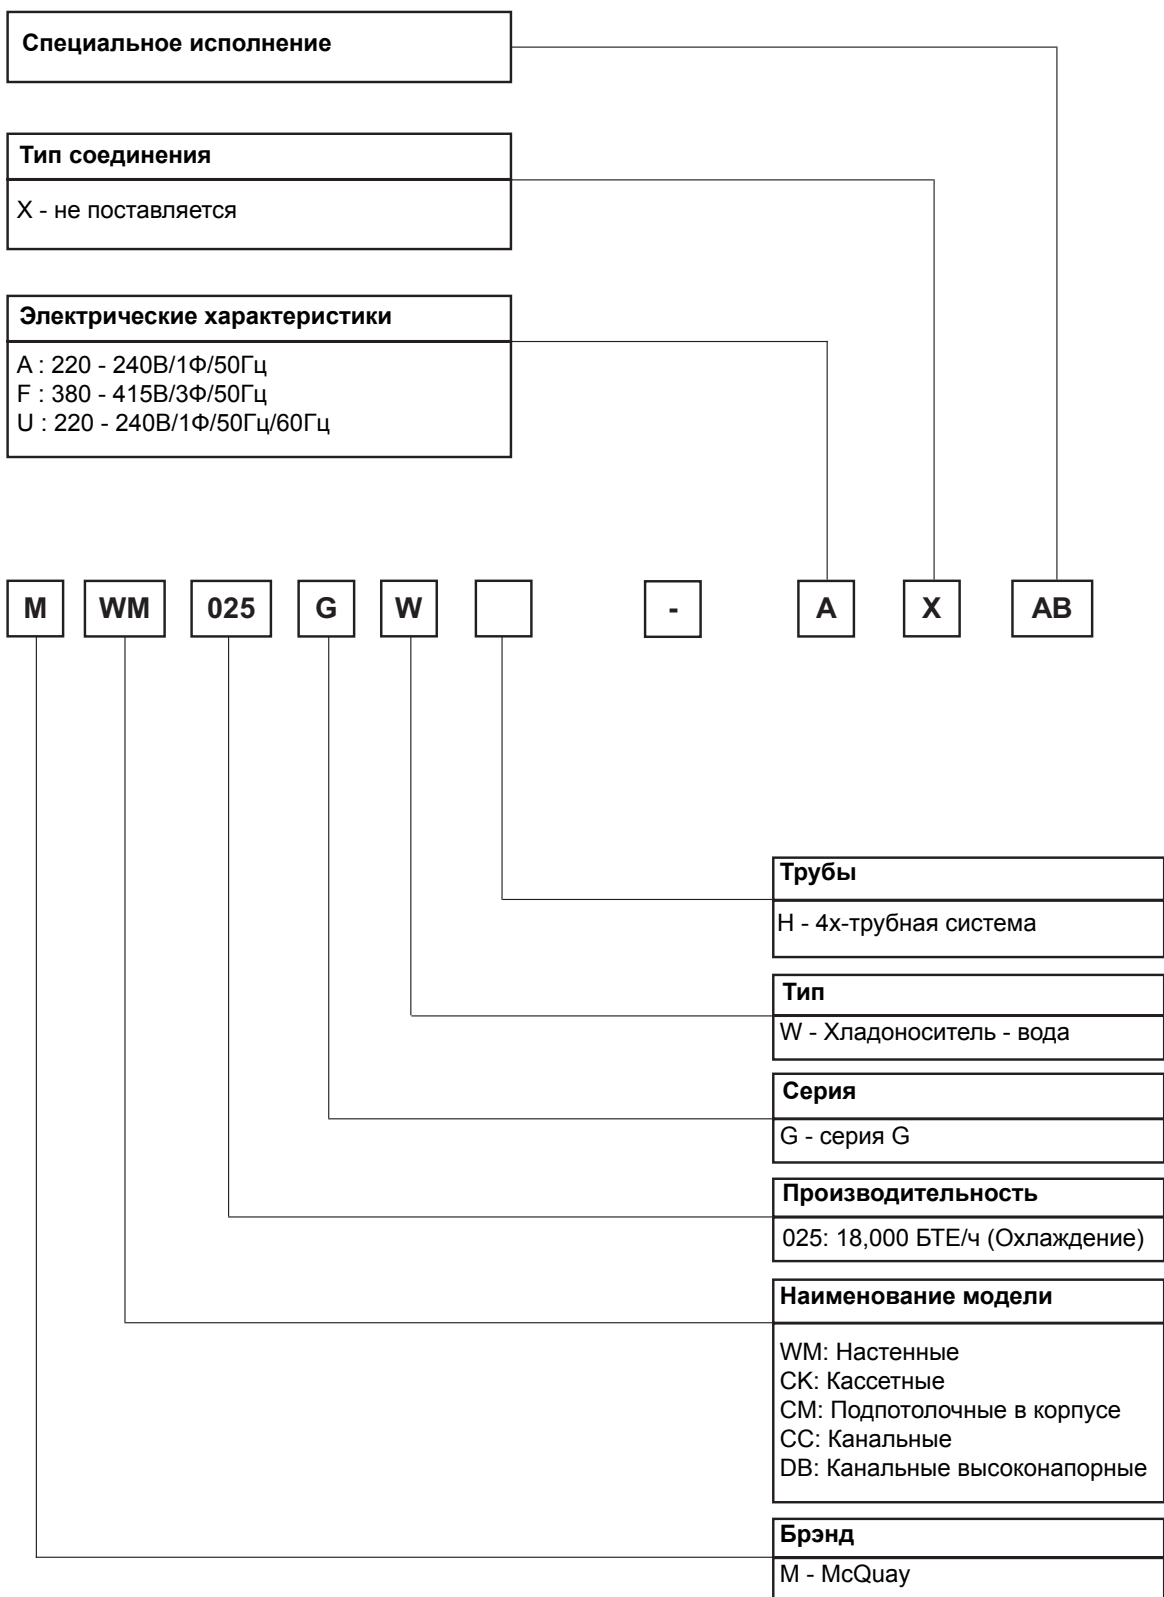 Специальное исполнение
Тип соединения
X - не поставляется
Электрические характеристики
A : 220 - 240В/1Ф/50Гц
F : 380 - 415В/3Ф/50Гц
U : 220 - 240В/1Ф/50Гц/60Гц
M WM 025 G W - A X AB
Трубы
H - 4х-трубная система
Тип
W - Хладоноситель - вода
Серия
G - серия G
Производительность
025: 18,000 БТЕ/ч (Охлаждение)
Наименование модели
WM: Настенные
CK: Кассетные
CM: Подпотолочные в корпусе
CC: Канальные
DB: Канальные высоконапорные
Брэнд
M - McQuay